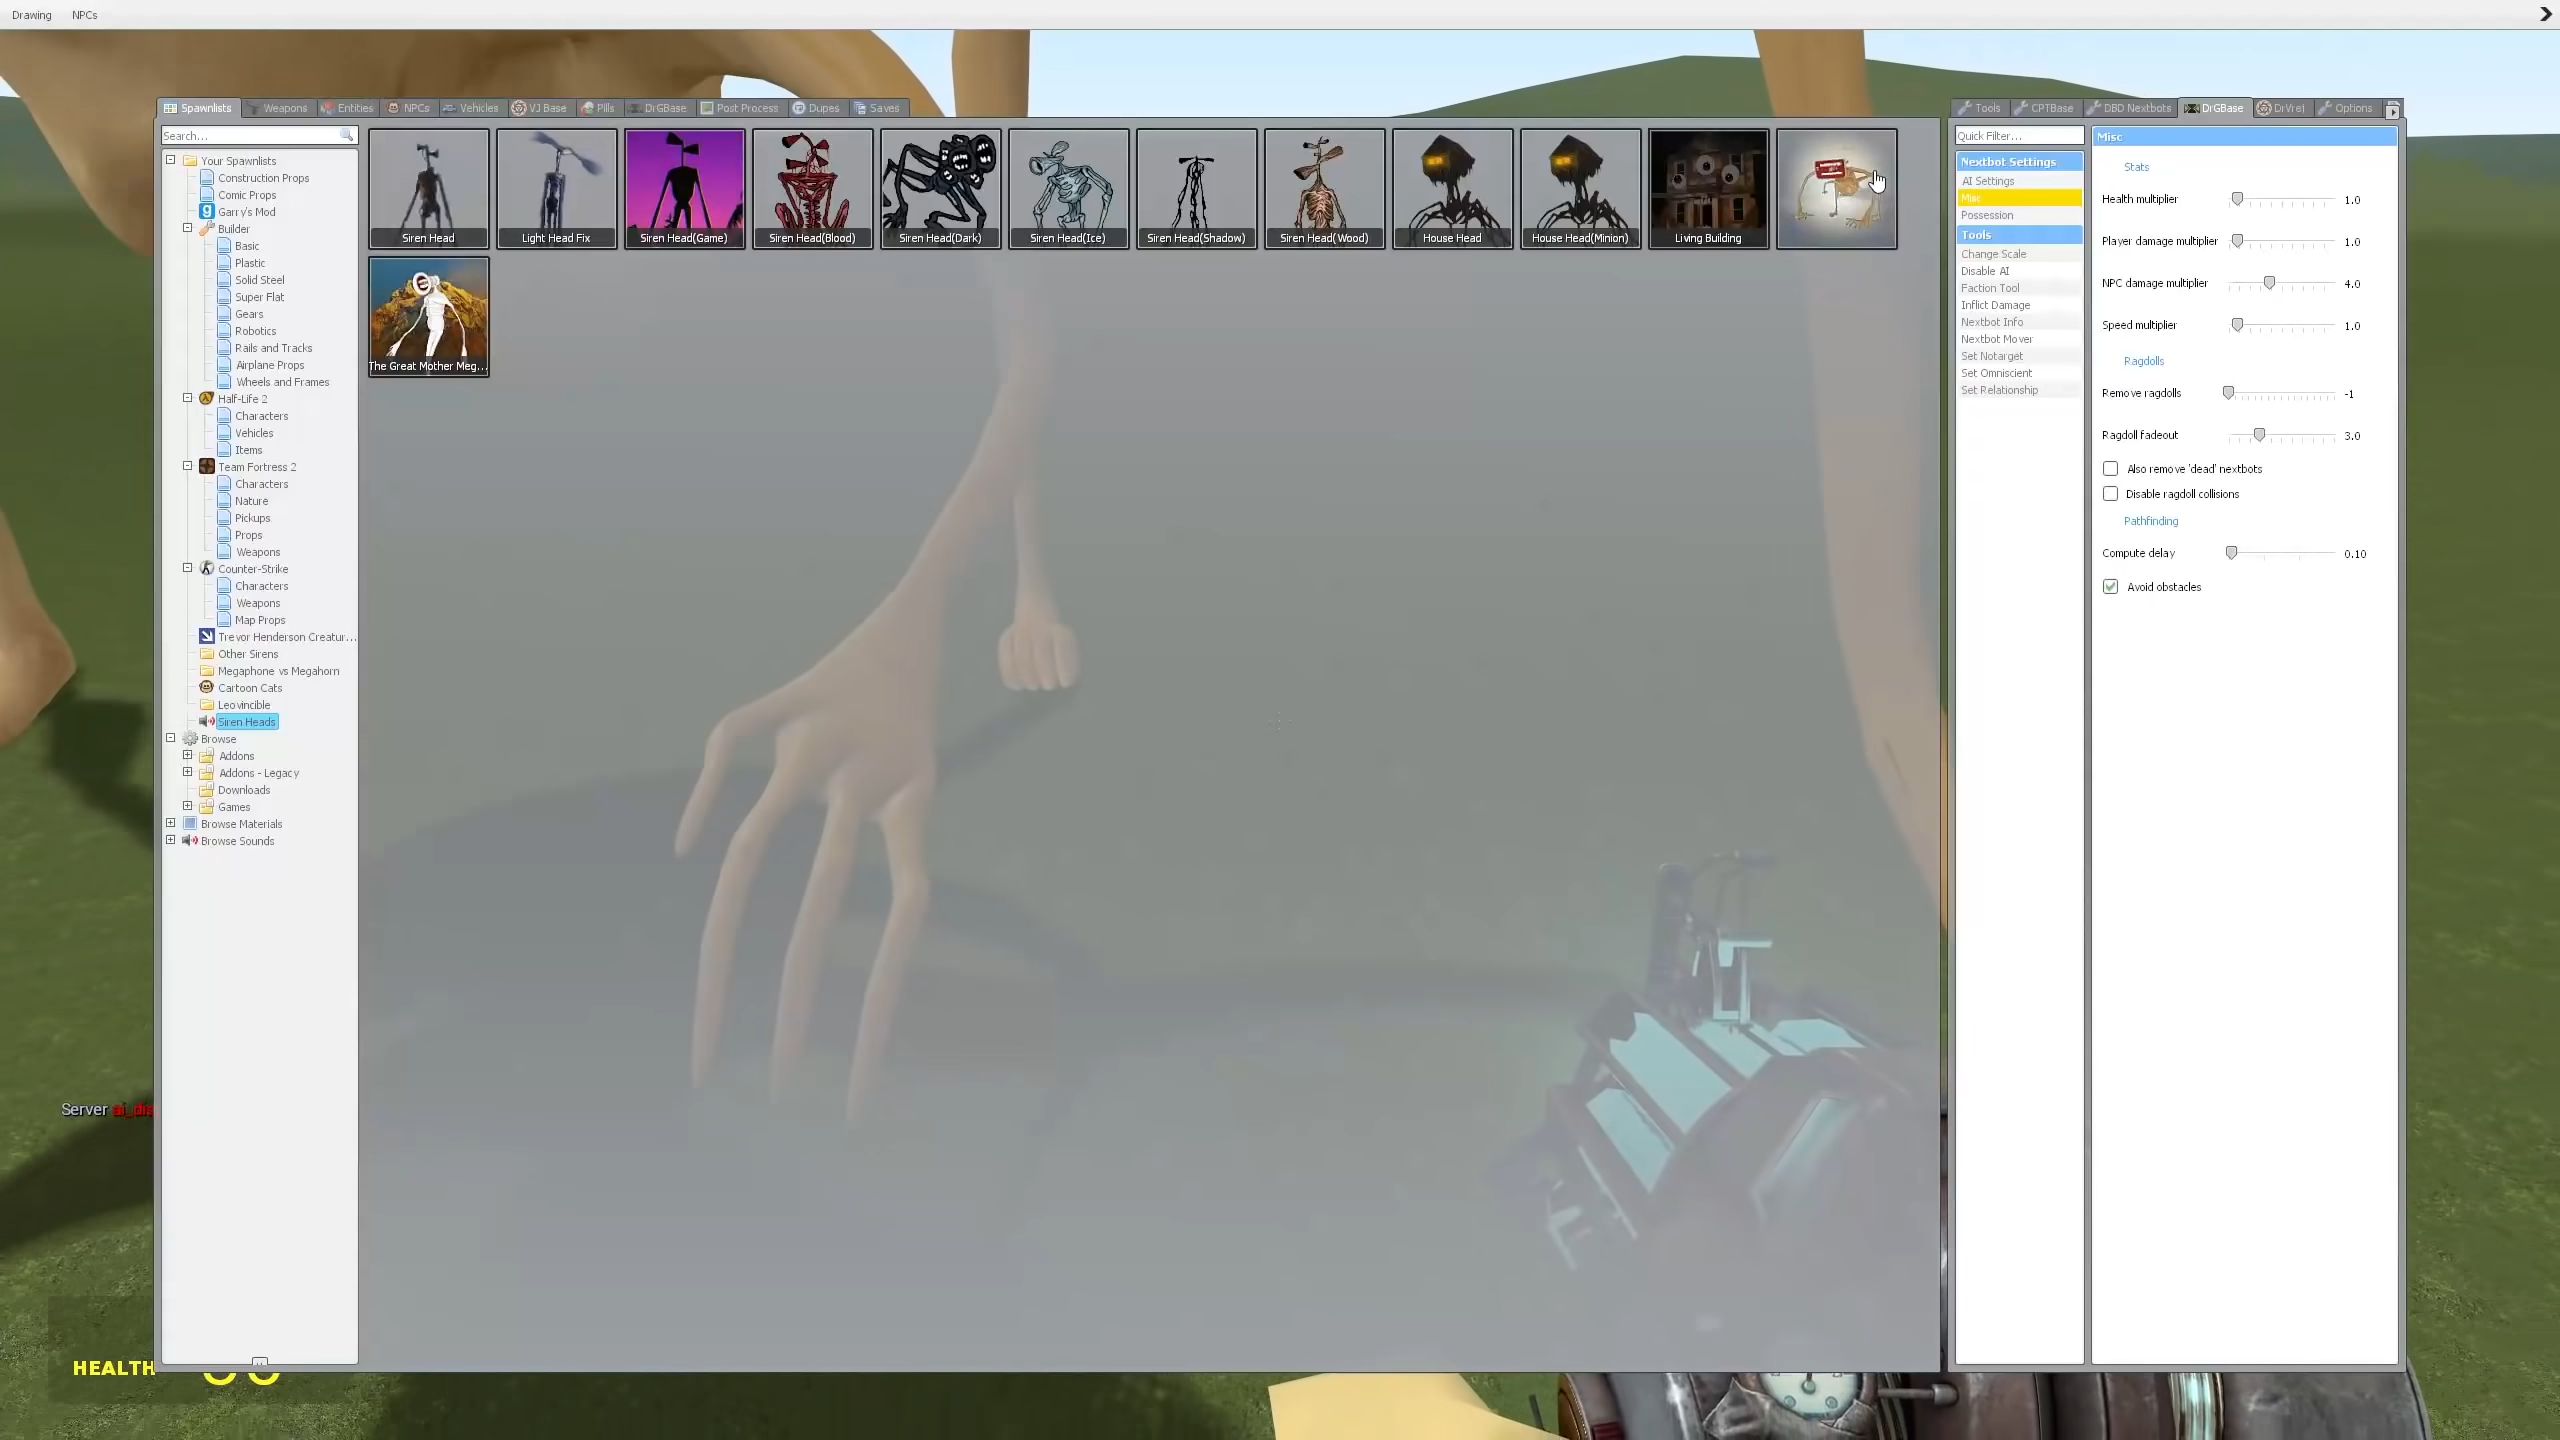 Drawing NPCs
Spawnlists Weapons Entities NPCs Vehicles VJ Base Pills DrGBase Post Process Dupes Saves
Search...
Your Spawnlists
Construction Props
Comic Props
Garry's Mod
Builder
Basic
Plastic
Solid Steel
Super Flat
Gears
Robotics
Rails and Tracks
Airplane Props
Wheels and Frames
Half-Life 2
Characters
Vehicles
Items
Team Fortress 2
Characters
Nature
Pickups
Props
Weapons
Counter-Strike
Characters
Weapons
Map Props
Trevor Henderson Creatur...
Other Sirens
Megaphone vs Megahorn
Cartoon Cats
Leovincible
Siren Heads
Browse
Addons
Addons - Legacy
Downloads
Games
Browse Materials
Browse Sounds
Siren Head
Light Head Fix
Siren Head(Game)
Siren Head(Blood)
Siren Head(Dark)
Siren Head(Ice)
Siren Head(Shadow)
Siren Head(Wood)
House Head
House Head(Minion)
Living Building
The Great Mother Meg...
Tools CPTBase DBD Nextbots DrGBase DrVrej Options
Quick Filter...
Nextbot Settings
AI Settings
Misc
Possession
Tools
Change Scale
Disable AI
Faction Tool
Inflict Damage
Nextbot Info
Nextbot Mover
Set Notarget
Set Omniscient
Set Relationship
Misc
Stats
Health multiplier 1.0
Player damage multiplier 1.0
NPC damage multiplier 4.0
Speed multiplier 1.0
Ragdolls
Remove ragdolls -1
Ragdoll fadeout 3.0
Also remove 'dead' nextbots
Disable ragdoll collisions
Pathfinding
Compute delay 0.10
Avoid obstacles
Server ai_dis
HEALTH